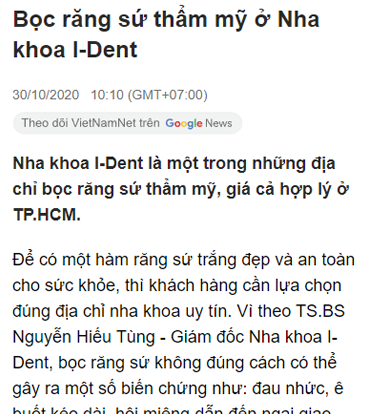 Bọc răng sứ thẩm mỹ ở Nha
khoa I-Dent
30/10/2020 10:10 (GMT+07:00)
Theo dõi VietNamNet trên Google News
Nha khoa I-Dent là một trong những địa
chỉ bọc răng sứ thẩm mỹ, giá cả hợp lý ở
TP.HCM.
Để có một hàm răng sứ trắng đẹp và an toàn
cho sức khỏe, thì khách hàng cần lựa chọn
đúng địa chỉ nha khoa uy tín. Vì theo TS.BS
Nguyễn Hiếu Tùng - Giám đốc Nha khoa I-
Dent, bọc răng sứ không đúng cách có thể
gây ra một số biến chứng như: đau nhức, ê
buốt kéo dài, hôi miệng dẫn đến ngại giao